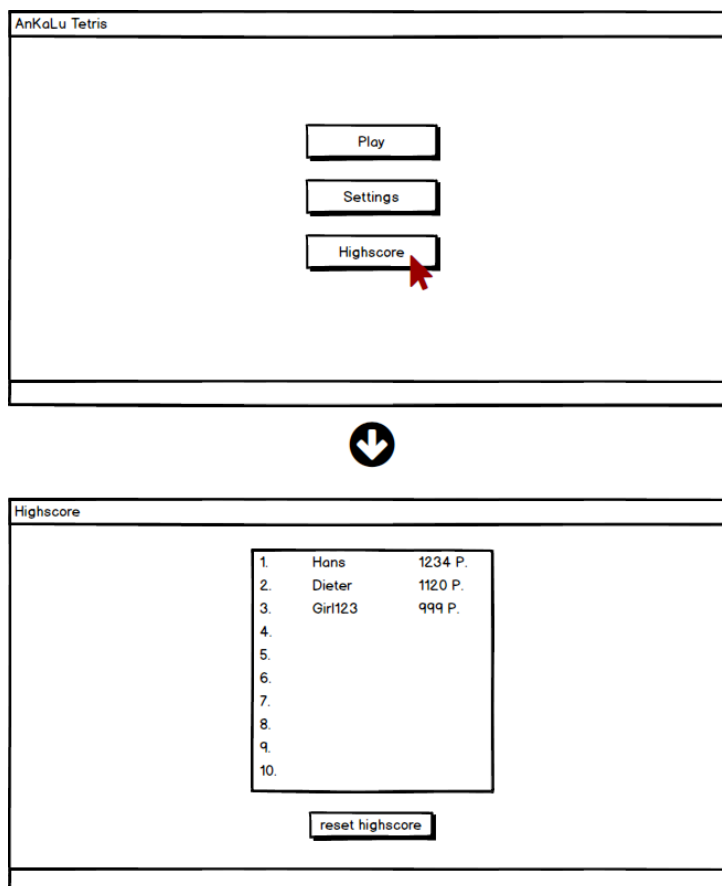 AnKaLu Tetris
Play
Settings
Highscore
Highscore
1. Hans 1234 P.
2. Dieter 1120 P.
3. Girl123 999 P.
4.
5.
6.
7.
8.
9.
10.
reset highscore